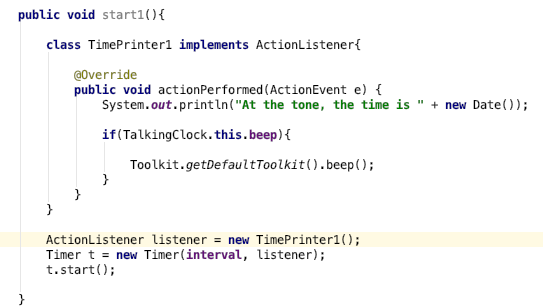 public void start1(){
class TimePrinter1 implements ActionListener{
@Override
public void actionPerformed(ActionEvent e) {
System.out.println("At the tone, the time is " + new Date());
if(TalkingClock.this.beep){
Toolkit.getDefaultToolkit().beep();
}
}
}
ActionListener listener = new TimePrinter1();
Timer t = new Timer(interval, listener);
t.start();
}